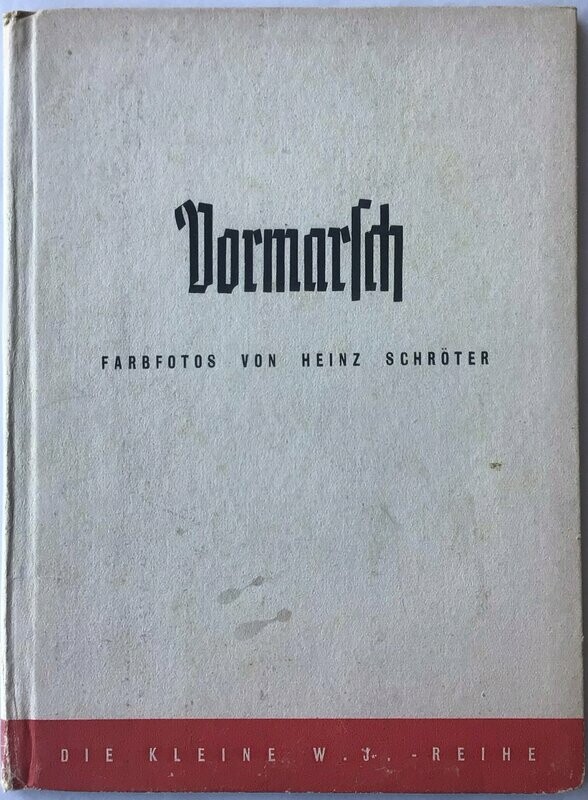 Vormarsch
FARBFOTOS VON HEINZ SCHRÖTER
DIE KLEINE W.J.-REIHE